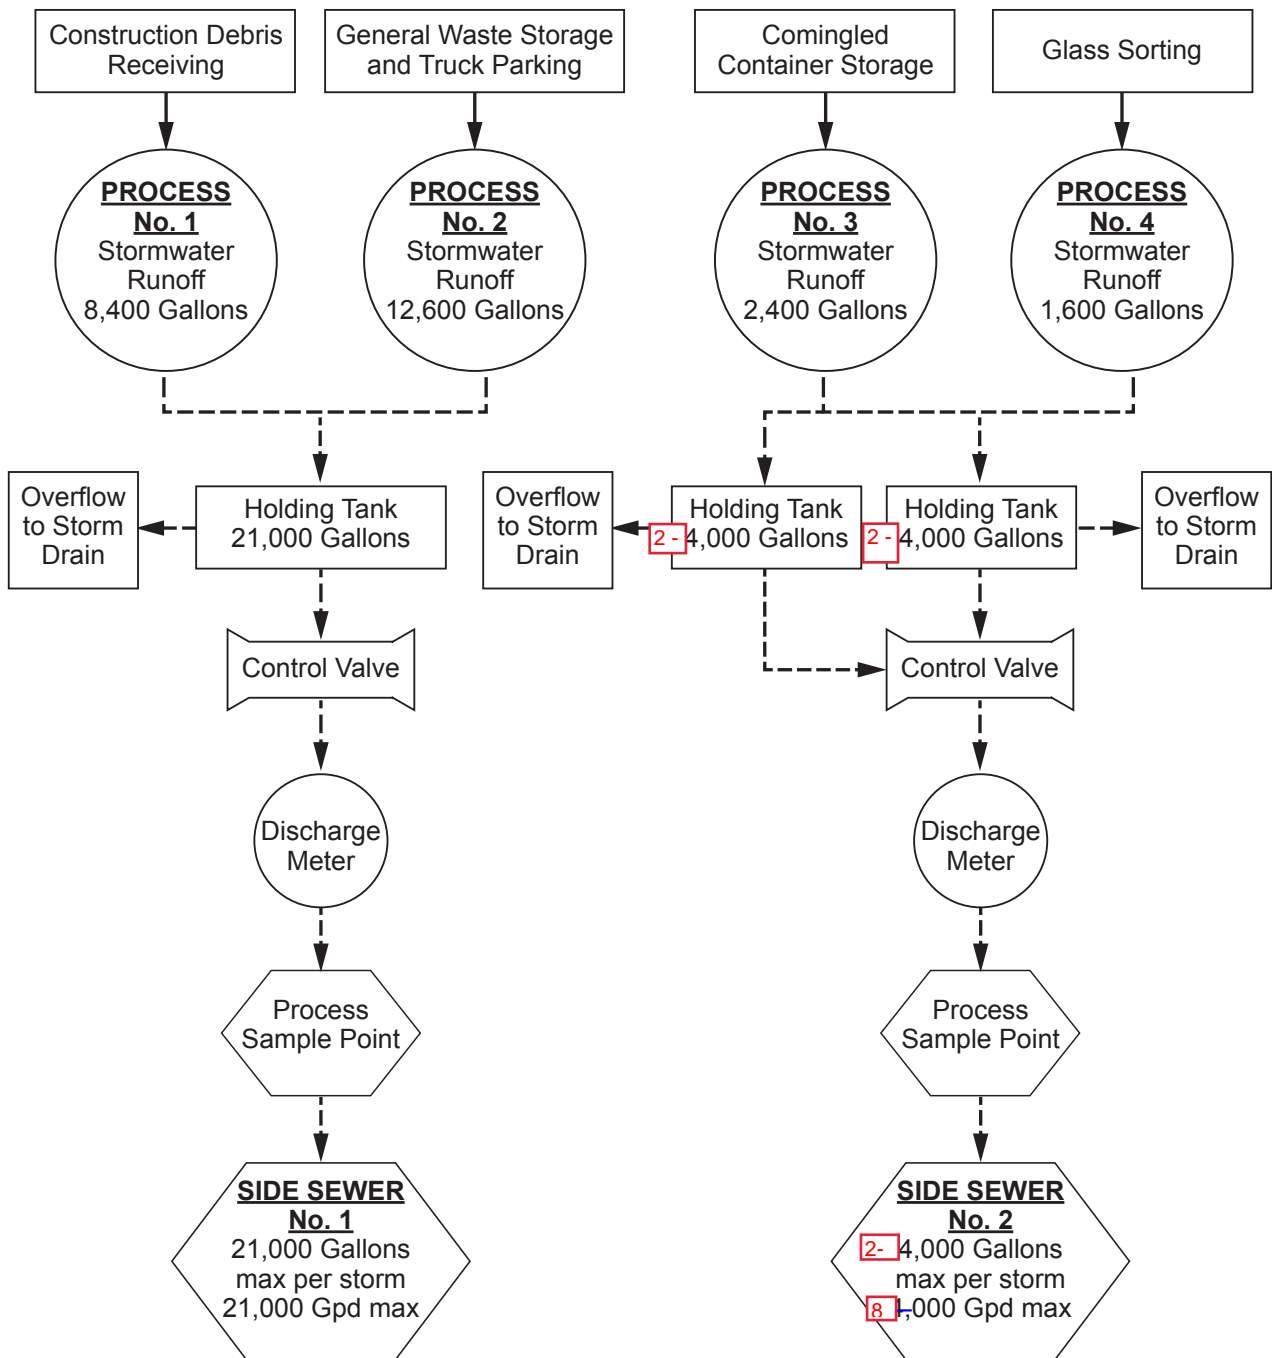 Construction Debris
Receiving
General Waste Storage
and Truck Parking
Comingled
Container Storage
Glass Sorting
PROCESS
No. 1
Stormwater
Runoff
8,400 Gallons
PROCESS
No. 2
Stormwater
Runoff
12,600 Gallons
PROCESS
No. 3
Stormwater
Runoff
2,400 Gallons
PROCESS
No. 4
Stormwater
Runoff
1,600 Gallons
Overflow
to Storm
Drain
Holding Tank
21,000 Gallons
Overflow
to Storm
Drain
Holding Tank
2 - 4,000 Gallons
Holding Tank
2 - 4,000 Gallons
Overflow
to Storm
Drain
Control Valve
Control Valve
Discharge
Meter
Discharge
Meter
Process
Sample Point
Process
Sample Point
SIDE SEWER
No. 1
21,000 Gallons
max per storm
21,000 Gpd max
SIDE SEWER
No. 2
2- 4,000 Gallons
max per storm
8 ,000 Gpd max